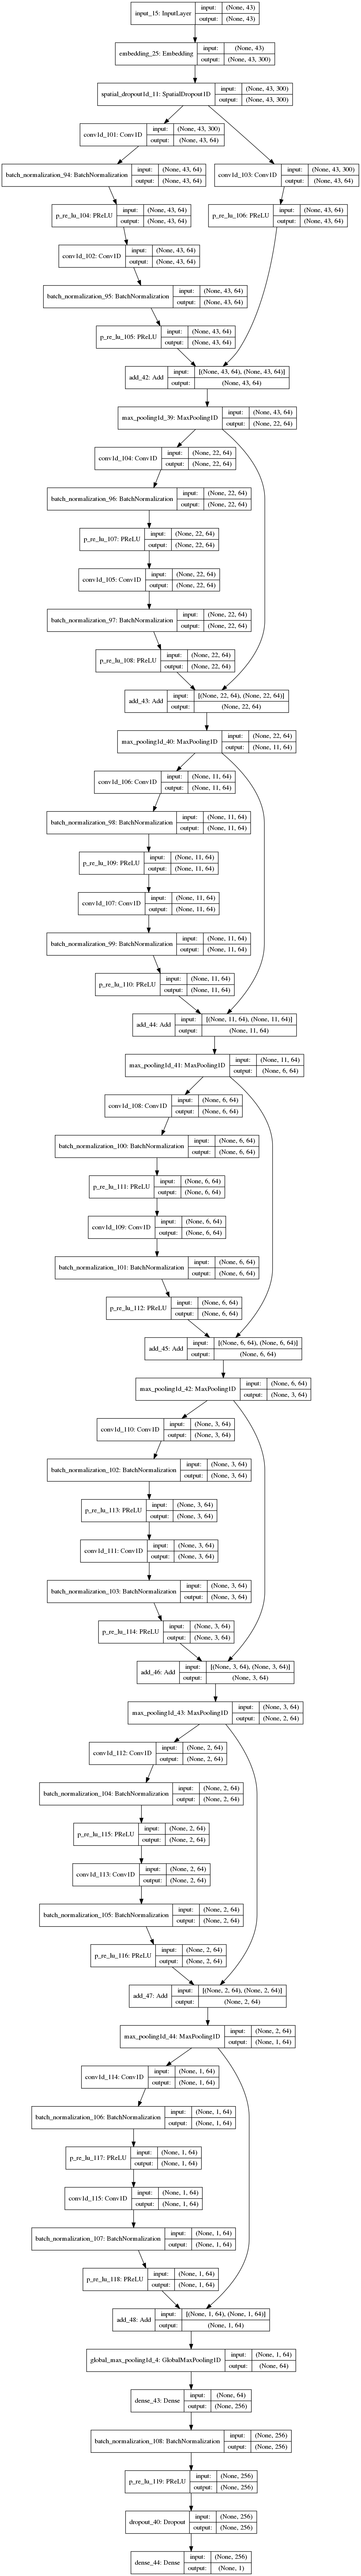 input_15: InputLayer input: (None, 43)
output: (None, 43)
embedding_25: Embedding input: (None, 43)
output: (None, 43, 300)
spatial_dropout1d_11: SpatialDropout1D input: (None, 43, 300)
output: (None, 43, 300)
conv1d_101: Conv1D input: (None, 43, 300)
output: (None, 43, 64)
batch_normalization_94: BatchNormalization input: (None, 43, 64)
output: (None, 43, 64)
conv1d_103: Conv1D input: (None, 43, 300)
output: (None, 43, 64)
p_re_lu_104: PReLU input: (None, 43, 64)
output: (None, 43, 64)
p_re_lu_106: PReLU input: (None, 43, 64)
output: (None, 43, 64)
conv1d_102: Conv1D input: (None, 43, 64)
output: (None, 43, 64)
batch_normalization_95: BatchNormalization input: (None, 43, 64)
output: (None, 43, 64)
p_re_lu_105: PReLU input: (None, 43, 64)
output: (None, 43, 64)
add_42: Add input: [(None, 43, 64), (None, 43, 64)]
output: (None, 43, 64)
max_pooling1d_39: MaxPooling1D input: (None, 43, 64)
output: (None, 22, 64)
conv1d_104: Conv1D input: (None, 22, 64)
output: (None, 22, 64)
batch_normalization_96: BatchNormalization input: (None, 22, 64)
output: (None, 22, 64)
p_re_lu_107: PReLU input: (None, 22, 64)
output: (None, 22, 64)
conv1d_105: Conv1D input: (None, 22, 64)
output: (None, 22, 64)
batch_normalization_97: BatchNormalization input: (None, 22, 64)
output: (None, 22, 64)
p_re_lu_108: PReLU input: (None, 22, 64)
output: (None, 22, 64)
add_43: Add input: [(None, 22, 64), (None, 22, 64)]
output: (None, 22, 64)
max_pooling1d_40: MaxPooling1D input: (None, 22, 64)
output: (None, 11, 64)
conv1d_106: Conv1D input: (None, 11, 64)
output: (None, 11, 64)
batch_normalization_98: BatchNormalization input: (None, 11, 64)
output: (None, 11, 64)
p_re_lu_109: PReLU input: (None, 11, 64)
output: (None, 11, 64)
conv1d_107: Conv1D input: (None, 11, 64)
output: (None, 11, 64)
batch_normalization_99: BatchNormalization input: (None, 11, 64)
output: (None, 11, 64)
p_re_lu_110: PReLU input: (None, 11, 64)
output: (None, 11, 64)
add_44: Add input: [(None, 11, 64), (None, 11, 64)]
output: (None, 11, 64)
max_pooling1d_41: MaxPooling1D input: (None, 11, 64)
output: (None, 6, 64)
conv1d_108: Conv1D input: (None, 6, 64)
output: (None, 6, 64)
batch_normalization_100: BatchNormalization input: (None, 6, 64)
output: (None, 6, 64)
p_re_lu_111: PReLU input: (None, 6, 64)
output: (None, 6, 64)
conv1d_109: Conv1D input: (None, 6, 64)
output: (None, 6, 64)
batch_normalization_101: BatchNormalization input: (None, 6, 64)
output: (None, 6, 64)
p_re_lu_112: PReLU input: (None, 6, 64)
output: (None, 6, 64)
add_45: Add input: [(None, 6, 64), (None, 6, 64)]
output: (None, 6, 64)
max_pooling1d_42: MaxPooling1D input: (None, 6, 64)
output: (None, 3, 64)
conv1d_110: Conv1D input: (None, 3, 64)
output: (None, 3, 64)
batch_normalization_102: BatchNormalization input: (None, 3, 64)
output: (None, 3, 64)
p_re_lu_113: PReLU input: (None, 3, 64)
output: (None, 3, 64)
conv1d_111: Conv1D input: (None, 3, 64)
output: (None, 3, 64)
batch_normalization_103: BatchNormalization input: (None, 3, 64)
output: (None, 3, 64)
p_re_lu_114: PReLU input: (None, 3, 64)
output: (None, 3, 64)
add_46: Add input: [(None, 3, 64), (None, 3, 64)]
output: (None, 3, 64)
max_pooling1d_43: MaxPooling1D input: (None, 3, 64)
output: (None, 2, 64)
conv1d_112: Conv1D input: (None, 2, 64)
output: (None, 2, 64)
batch_normalization_104: BatchNormalization input: (None, 2, 64)
output: (None, 2, 64)
p_re_lu_115: PReLU input: (None, 2, 64)
output: (None, 2, 64)
conv1d_113: Conv1D input: (None, 2, 64)
output: (None, 2, 64)
batch_normalization_105: BatchNormalization input: (None, 2, 64)
output: (None, 2, 64)
p_re_lu_116: PReLU input: (None, 2, 64)
output: (None, 2, 64)
add_47: Add input: [(None, 2, 64), (None, 2, 64)]
output: (None, 2, 64)
max_pooling1d_44: MaxPooling1D input: (None, 2, 64)
output: (None, 1, 64)
conv1d_114: Conv1D input: (None, 1, 64)
output: (None, 1, 64)
batch_normalization_106: BatchNormalization input: (None, 1, 64)
output: (None, 1, 64)
p_re_lu_117: PReLU input: (None, 1, 64)
output: (None, 1, 64)
conv1d_115: Conv1D input: (None, 1, 64)
output: (None, 1, 64)
batch_normalization_107: BatchNormalization input: (None, 1, 64)
output: (None, 1, 64)
p_re_lu_118: PReLU input: (None, 1, 64)
output: (None, 1, 64)
add_48: Add input: [(None, 1, 64), (None, 1, 64)]
output: (None, 1, 64)
global_max_pooling1d_4: GlobalMaxPooling1D input: (None, 1, 64)
output: (None, 64)
dense_43: Dense input: (None, 64)
output: (None, 256)
batch_normalization_108: BatchNormalization input: (None, 256)
output: (None, 256)
p_re_lu_119: PReLU input: (None, 256)
output: (None, 256)
dropout_40: Dropout input: (None, 256)
output: (None, 256)
dense_44: Dense input: (None, 256)
output: (None, 1)